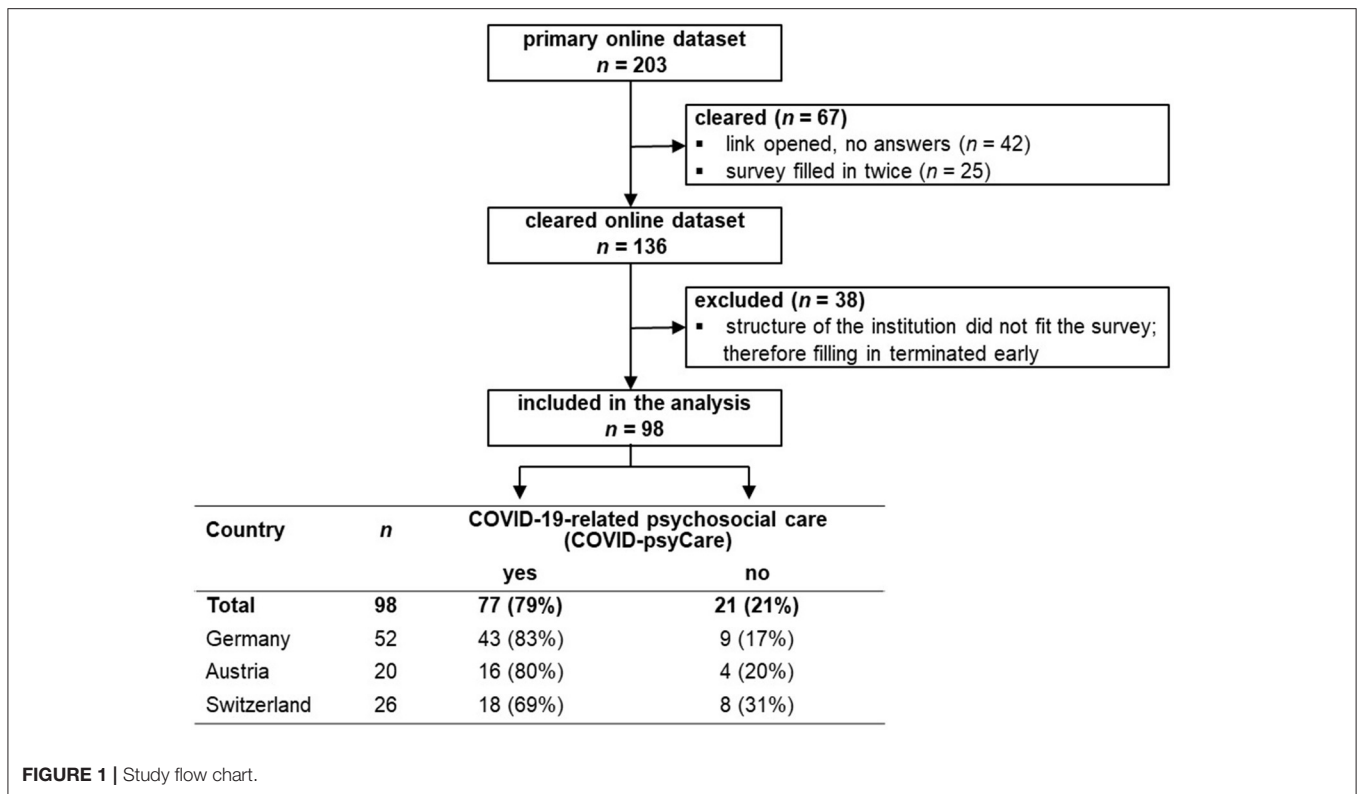 primary online dataset
n = 203
cleared (n = 67)
▪ link opened, no answers (n = 42)
▪ survey filled in twice (n = 25)
cleared online dataset
n = 136
excluded (n = 38)
▪ structure of the institution did not fit the survey;
therefore filling in terminated early
included in the analysis
n = 98
Country n COVID-19-related psychosocial care
(COVID-psyCare)
yes no
Total 98 77 (79%) 21 (21%)
Germany 52 43 (83%) 9 (17%)
Austria 20 16 (80%) 4 (20%)
Switzerland 26 18 (69%) 8 (31%)
FIGURE 1 | Study flow chart.